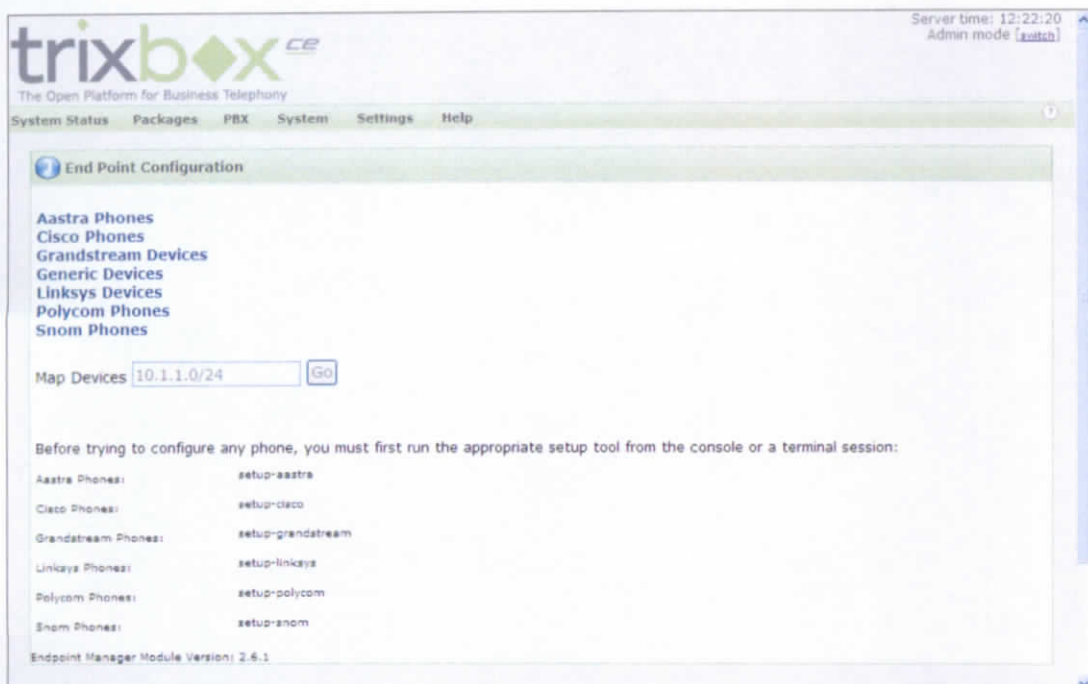 Server time: 12:22:20
Admin mode [switch]
trixbox ce
The Open Platform for Business Telephony
System Status Packages PBX System Settings Help
?
End Point Configuration
Aastra Phones
Cisco Phones
Grandstream Devices
Generic Devices
Linksys Devices
Polycom Phones
Snom Phones
Map Devices 10.1.1.0/24 Go
Before trying to configure any phone, you must first run the appropriate setup tool from the console or a terminal session:
Aastra Phones: setup-aastra
Cisco Phones: setup-cisco
Grandstream Phones: setup-grandstream
Linksys Phones: setup-linksys
Polycom Phones: setup-polycom
Snom Phones: setup-snom
Endpoint Manager Module Version: 2.6.1